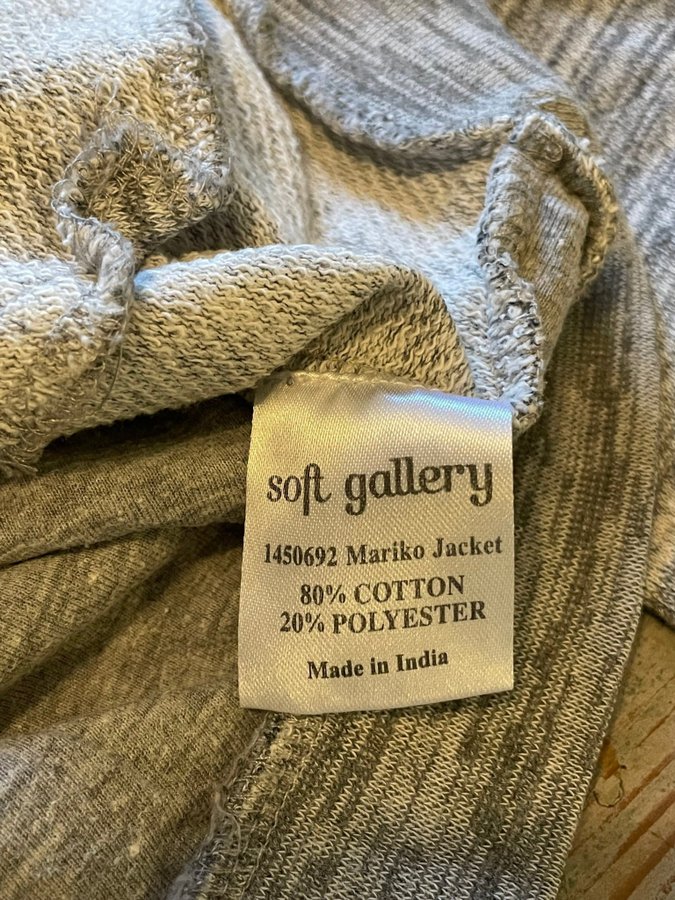 soft gallery
1450692 Mariko Jacket
80% COTTON
20% POLYESTER
Made in India